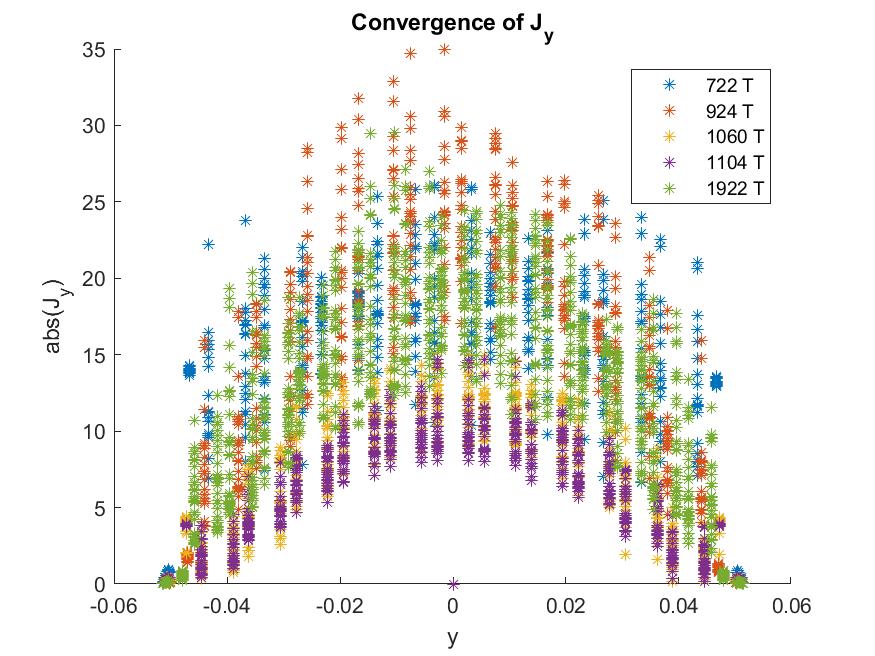 Convergence of J_y
35
30
25
20
15
10
5
0
abs(J_y)
-0.06 -0.04 -0.02 0 0.02 0.04 0.06
y
722 T
924 T
1060 T
1104 T
1922 T